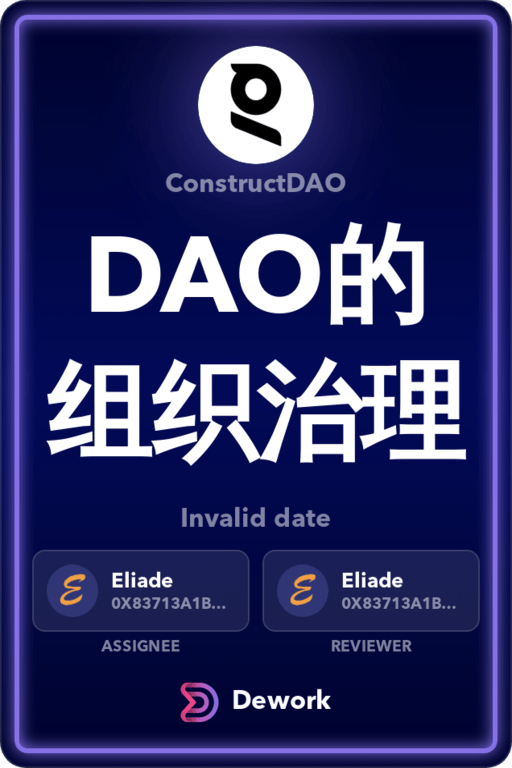 ConstructDAO
DAO的
组织治理
Invalid date
Eliade
0X83713A1B...
ASSIGNEE
Eliade
0X83713A1B...
REVIEWER
Dework